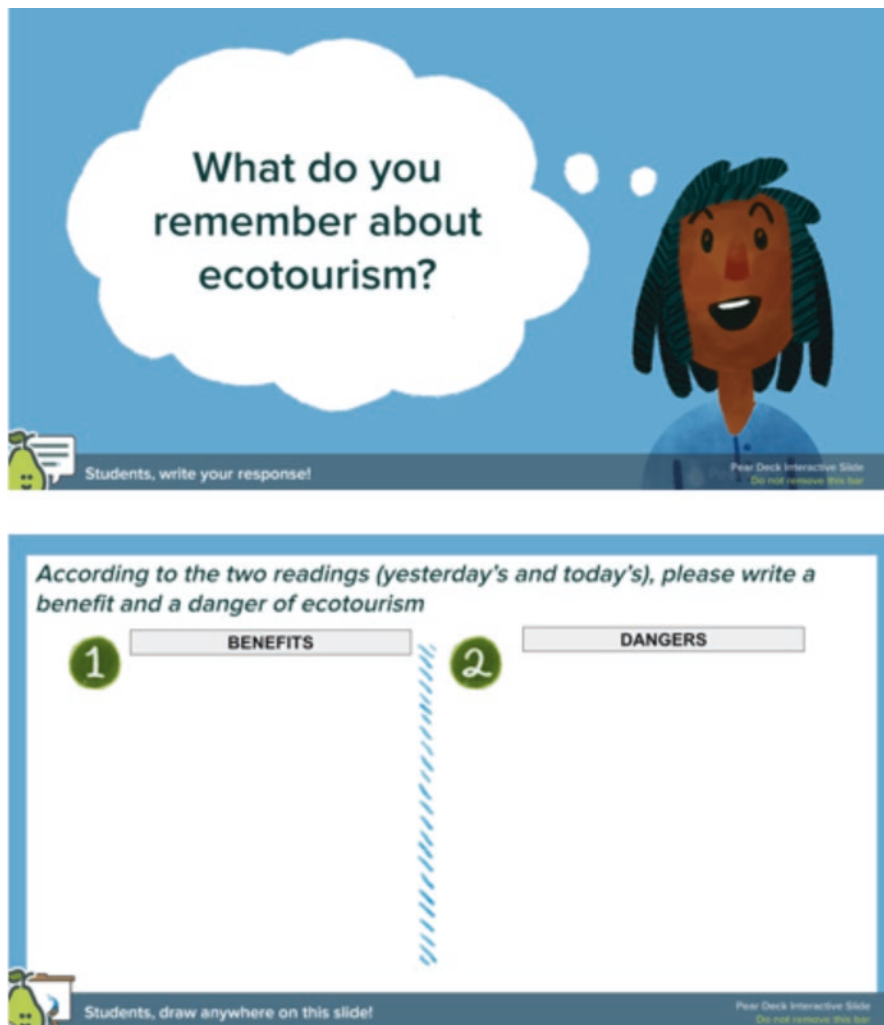 What do you
remember about
ecotourism?
Students, write your response!
Pear Deck Interactive Slide
Do not remove this bar
According to the two readings (yesterday's and today's), please write a
benefit and a danger of ecotourism
1
BENEFITS
2
DANGERS
Students, draw anywhere on this slide!
Pear Deck Interactive Slide
Do not remove this bar